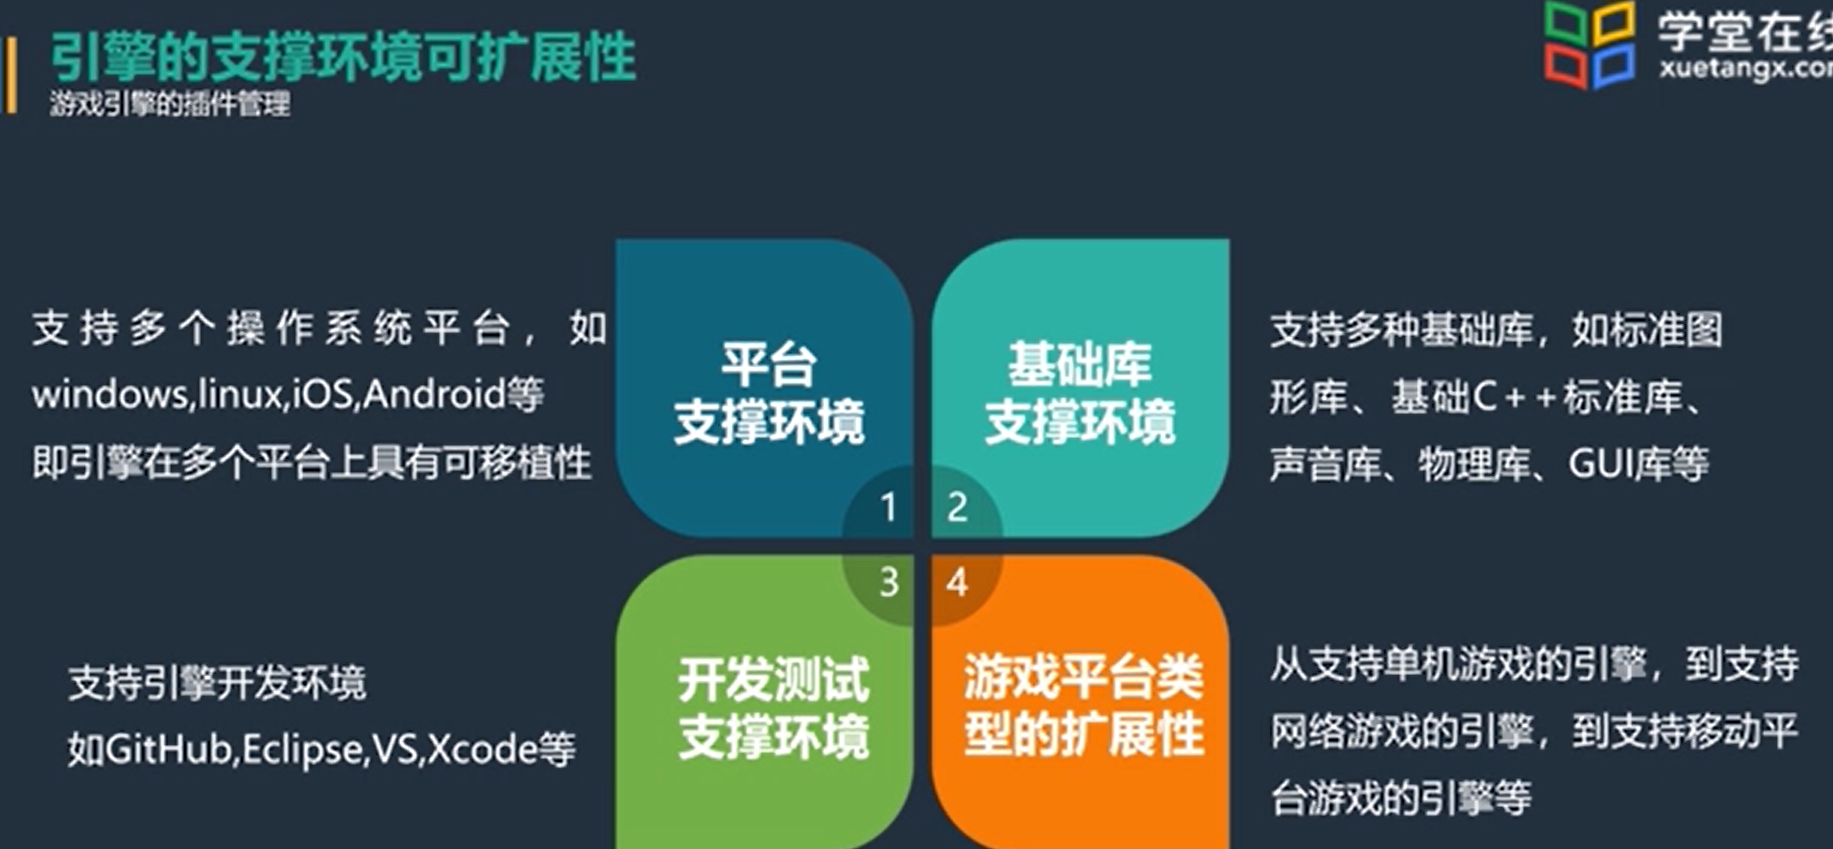 引擎的支撑环境可扩展性
游戏引擎的插件管理
学堂在线
xuetangx.com
支持多个操作系统平台，如
windows,linux,iOS,Android等
即引擎在多个平台上具有可移植性
平台
支撑环境
1
基础库
支撑环境
2
支持多种基础库，如标准图
形库、基础C++标准库、
声音库、物理库、GUI库等
支持引擎开发环境
如GitHub,Eclipse,VS,Xcode等
3
开发测试
支撑环境
4
游戏平台类
型的扩展性
从支持单机游戏的引擎，到支持
网络游戏的引擎，到支持移动平
台游戏的引擎等